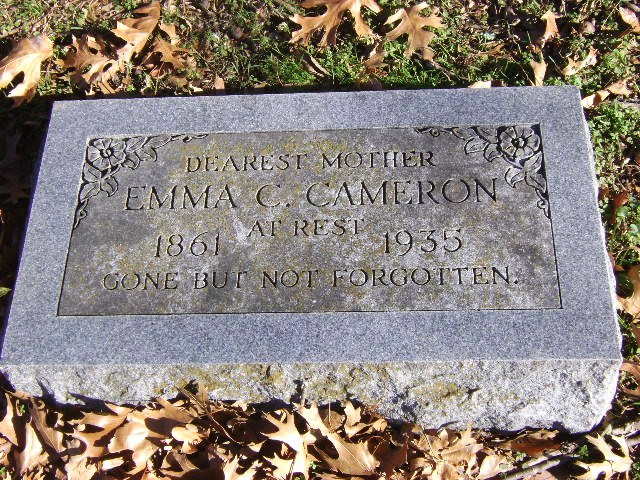 DEAREST MOTHER
EMMA C. CAMERON
AT REST
1861 1935
GONE BUT NOT FORGOTTEN.